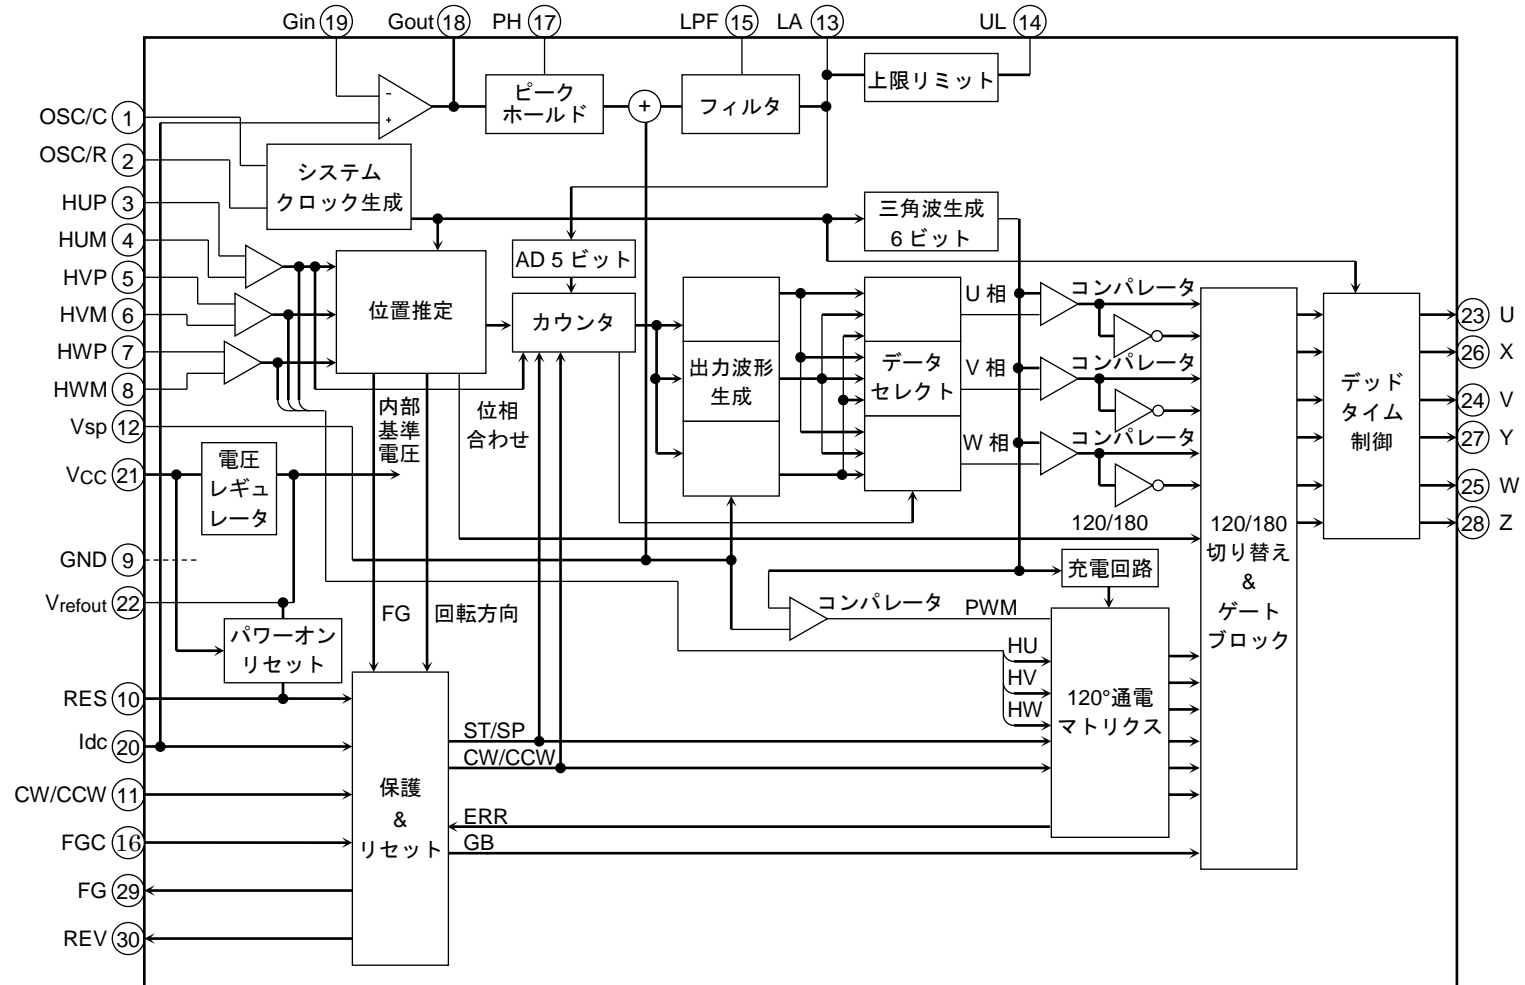 Gin 19
Gout 18
PH 17
LPF 15
LA 13
UL 14
上限リミット
ピーク
ホールド
+
フィルタ
-
+
OSC/C 1
OSC/R 2
システム
クロック生成
HUP 3
HUM 4
HVP 5
HVM 6
HWP 7
HWM 8
Vsp 12
VCC 21
GND 9
Vrefout 22
RES 10
Idc 20
CW/CCW 11
FGC 16
FG 29
REV 30
三角波生成
6 ビット
AD 5 ビット
位置推定
カウンタ
出力波形
生成
データ
セレクト
U 相
V 相
W 相
コンパレータ
コンパレータ
コンパレータ
内部
基準
電圧
位相
合わせ
電圧
レギュ
レータ
120/180
120/180
切り替え
&
ゲート
ブロック
デッド
タイム
制御
23 U
26 X
24 V
27 Y
25 W
28 Z
充電回路
コンパレータ
PWM
FG
回転方向
パワーオン
リセット
HU
HV
HW
120°通電
マトリクス
ST/SP
CW/CCW
ERR
GB
保護
&
リセット